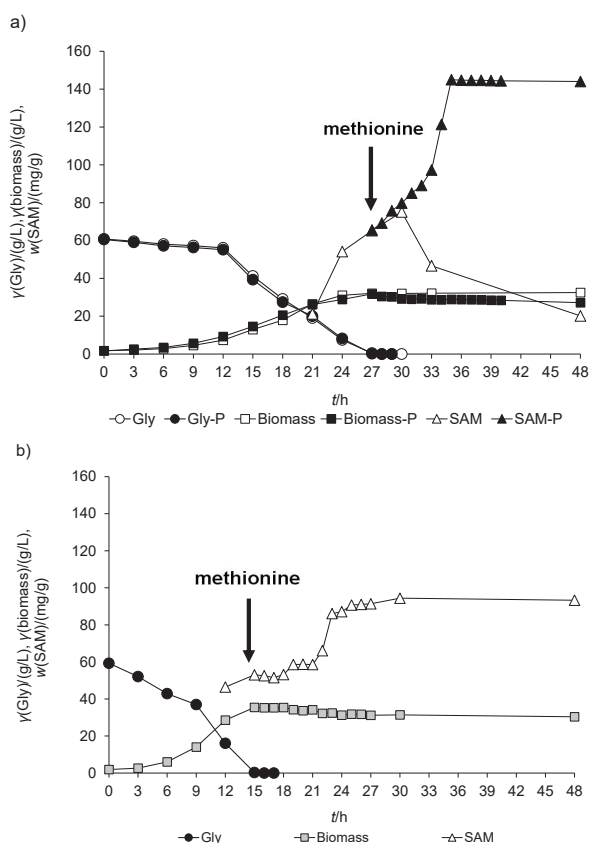 a)
γ(Gly)/(g/L),γ(biomass)/(g/L),
w(SAM)/(mg/g)
160
140
120
100
80
60
40
20
0
methionine
0 3 6 9 12 15 18 21 24 27 30 33 36 39 42 45 48
t/h
Gly Gly-P Biomass Biomass-P SAM SAM-P
b)
γ(Gly)/(g/L), γ(biomass)/(g/L),
w(SAM)/(mg/g)
160
140
120
100
80
60
40
20
0
methionine
0 3 6 9 12 15 18 21 24 27 30 33 36 39 42 45 48
t/h
Gly Biomass SAM